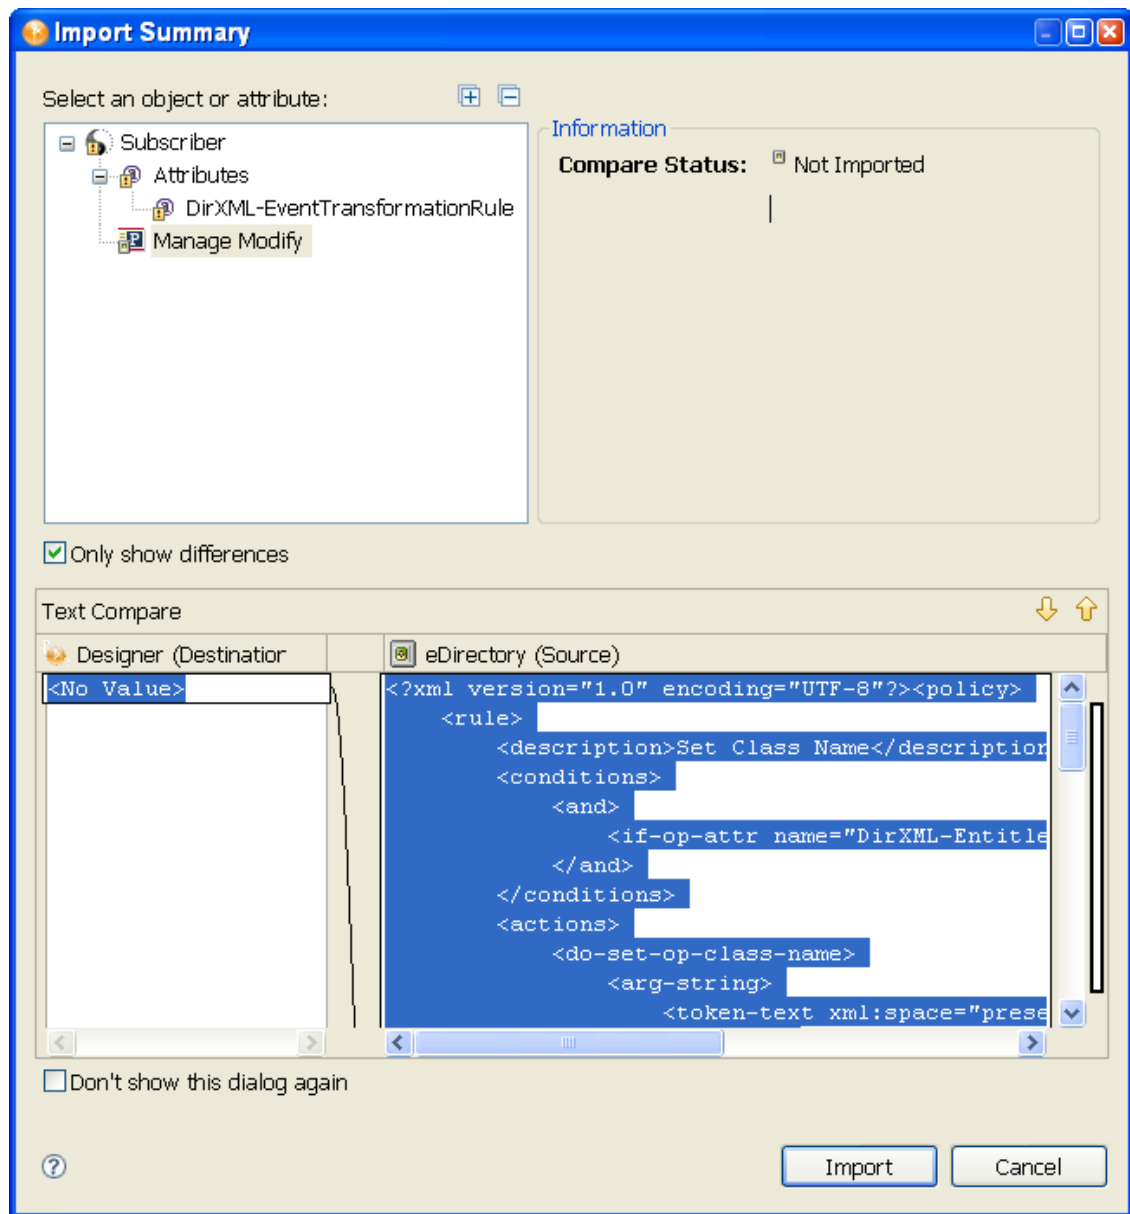 Import Summary
Select an object or attribute:
Subscriber
Attributes
DirXML-EventTransformationRule
Manage Modify
Information
Compare Status: Not Imported
Only show differences
Text Compare
Designer (Destination
eDirectory (Source)
<No Value>
<?xml version="1.0" encoding="UTF-8"?><policy>
<rule>
<description>Set Class Name</description
<conditions>
<and>
<if-op-attr name="DirXML-Entitle
</and>
</conditions>
<actions>
<do-set-op-class-name>
<arg-string>
<token-text xml:space="prese
Don't show this dialog again
Import
Cancel